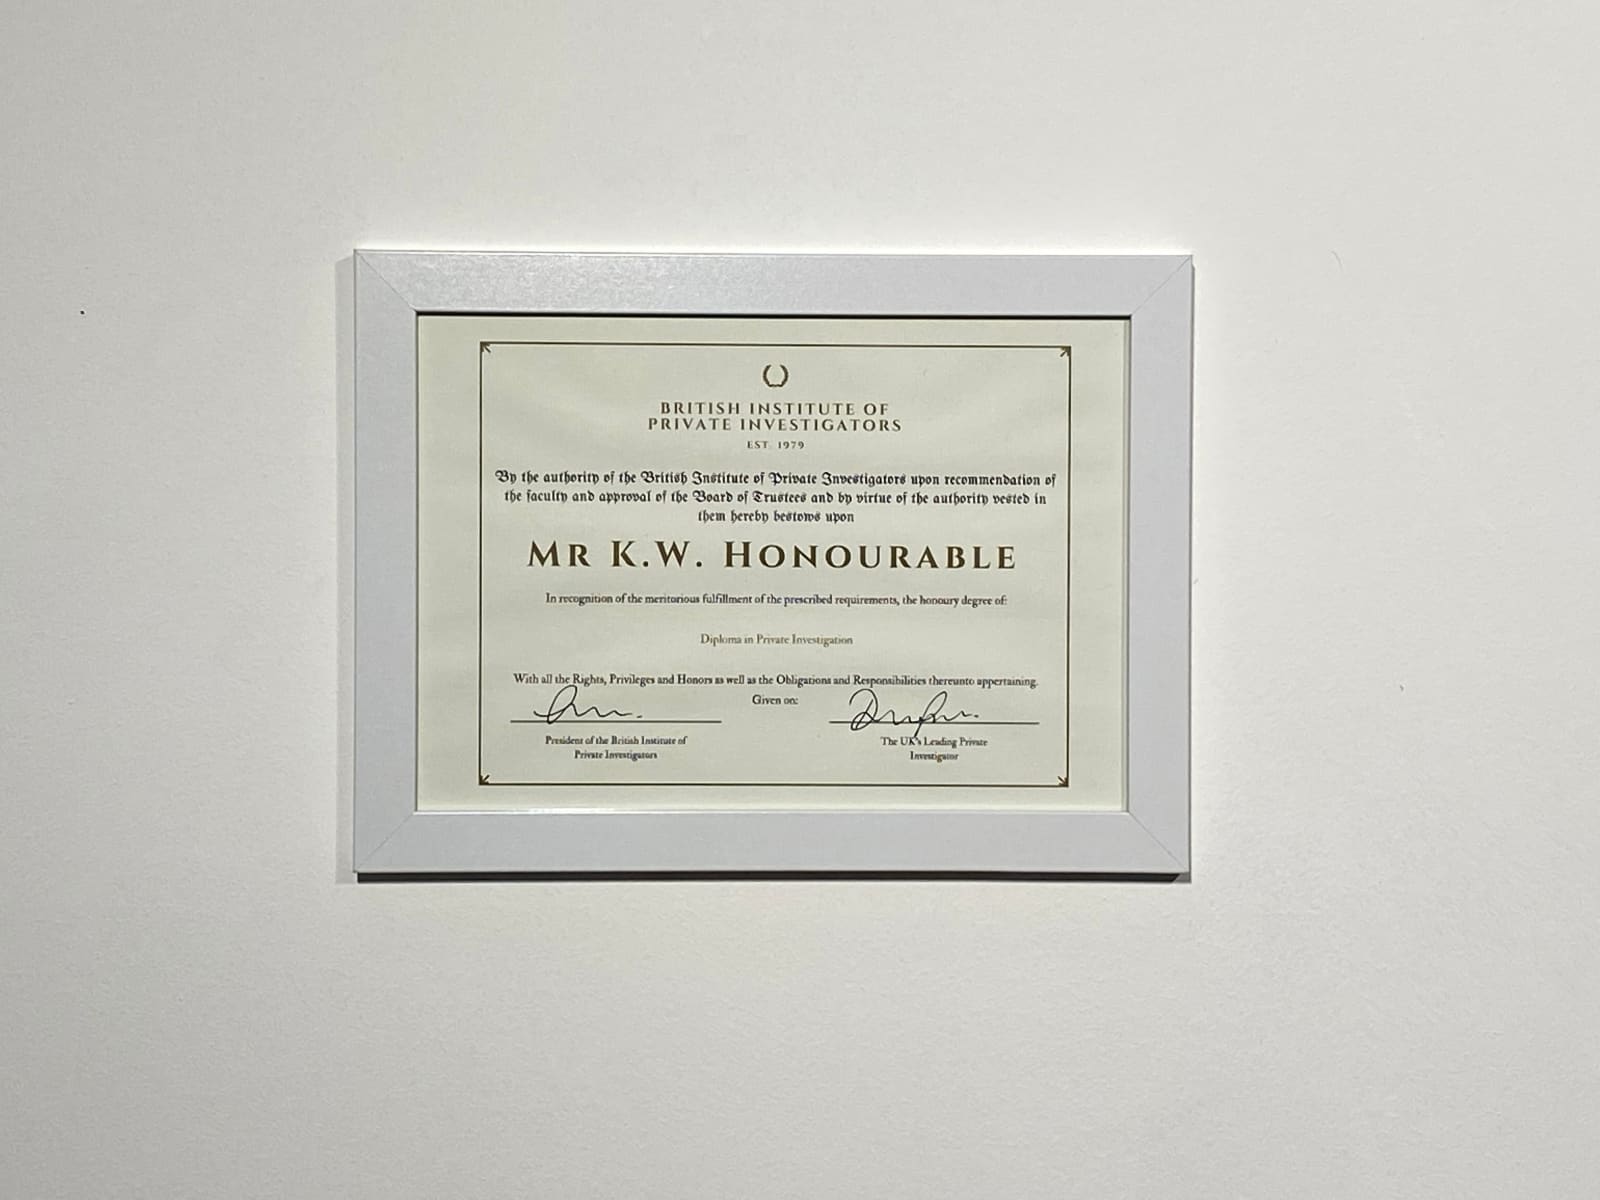 BRITISH INSTITUTE OF
PRIVATE INVESTIGATORS
EST. 1979
By the authority of the British Institute of Private Investigators upon recommendation of
the faculty and approval of the Board of Trustees and by virtue of the authority vested in
them hereby bestows upon
MR K.W. HONOURABLE
In recognition of the meritorious fulfillment of the prescribed requirements, the honoury degree of:
Diploma in Private Investigation
With all the Rights, Privileges and Honors as well as the Obligations and Responsibilities thereunto appertaining.
Given on:
President of the British Institute of
Private Investigators
The UK's Leading Private
Investigator